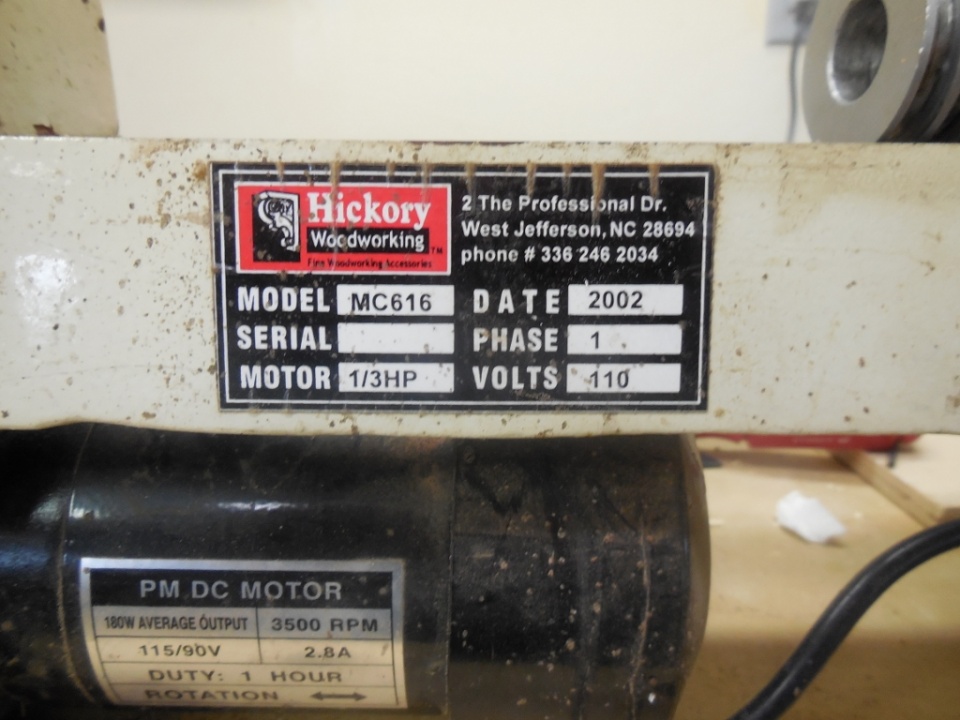 Hickory
Woodworking™
Fine Woodworking Accessories
2 The Professional Dr.
West Jefferson, NC 28694
phone # 336 246 2034
MODEL MC616 DATE 2002
SERIAL PHASE 1
MOTOR 1/3HP VOLTS 110
PM DC MOTOR
180W AVERAGE OUTPUT 3500 RPM
115/90V 2.8A
DUTY: 1 HOUR
ROTATION